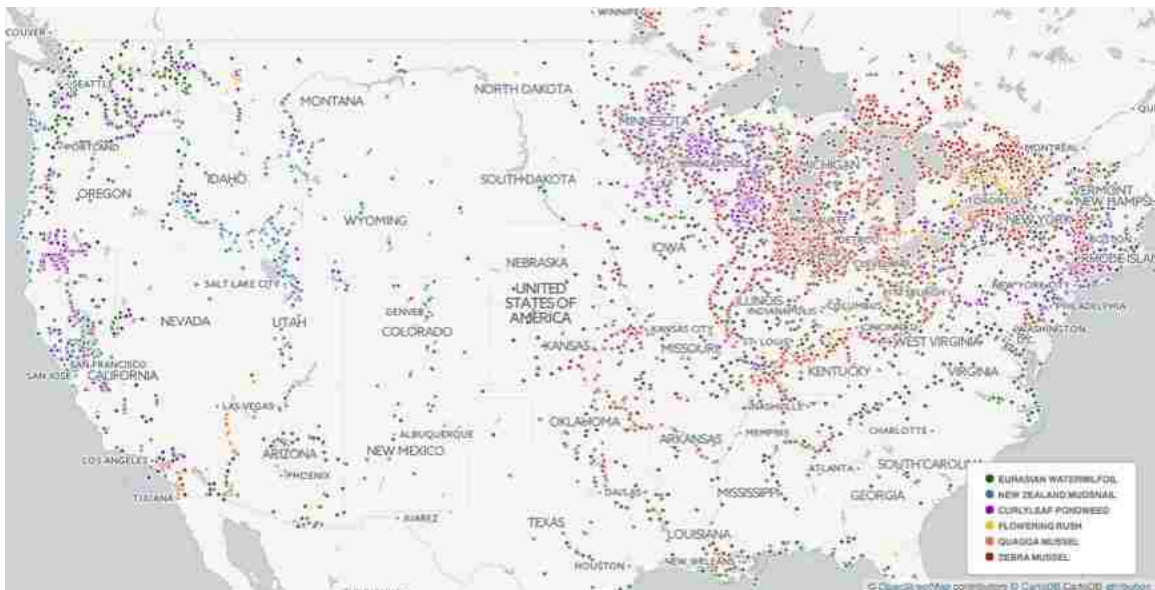 COUVER
WINNIPEG
SEATTLE
MONTANA
NORTH DAKOTA
MINNESOTA
QU
MONTREAL
PORTLAND
MICHIGAN
OREGON
IDAHO
SOUTH DAKOTA
TORONTO
VERMONT
NEW HAMPSH
WYOMING
NEW YORK
BOSTON
DETROIT
IOWA
RHODE ISLAN
NEBRASKA
SALT LAKE CITY
UNITED
STATES OF
AMERICA
NEW YORK CITY
ILLINOIS
INDIANAPOLIS
COLUMBUS
PHILADELPHIA
DENVER
NEVADA
UTAH
COLORADO
KANSAS CITY
CINCINNATI
WASHINGTON
DC
KANSAS
MISSOURI
ST. LOUIS
WEST VIRGINIA
SAN FRANCISCO
SAN JOSE
CALIFORNIA
KENTUCKY
VIRGINIA
LAS VEGAS
NASHVILLE
OKLAHOMA
ALBUQUERQUE
MEMPHIS
CHARLOTTE
ARKANSAS
ARIZONA
NEW MEXICO
LOS ANGELES
ATLANTA
SOUTH CAROLINA
PHOENIX
TIJUANA
DALLAS
MISSISSIPPI
GEORGIA
JUAREZ
TEXAS
LOUISIANA
HOUSTON
NEW ORLEANS
EURASIAN WATERMILFOIL
NEW ZEALAND MUDSNAIL
CURLYLEAF PONDWEED
FLOWERING RUSH
QUAGGA MUSSEL
ZEBRA MUSSEL
© OpenStreetMap contributors © CartoDB, CartoDB attribution